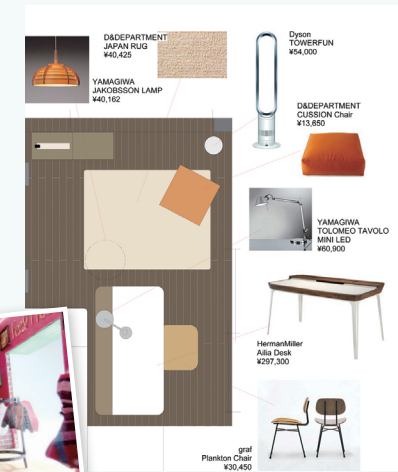 D&DEPARTMENT
JAPAN RUG
¥40,425
YAMAGIWA
JAKOBSSON LAMP
¥40,162
Dyson
TOWERFUN
¥54,000
D&DEPARTMENT
CUSSION Chair
¥13,650
YAMAGIWA
TOLOMEO TAVOLO
MINI LED
¥60,900
HermanMiller
Ailia Desk
¥297,300
graf
Plankton Chair
¥30,450